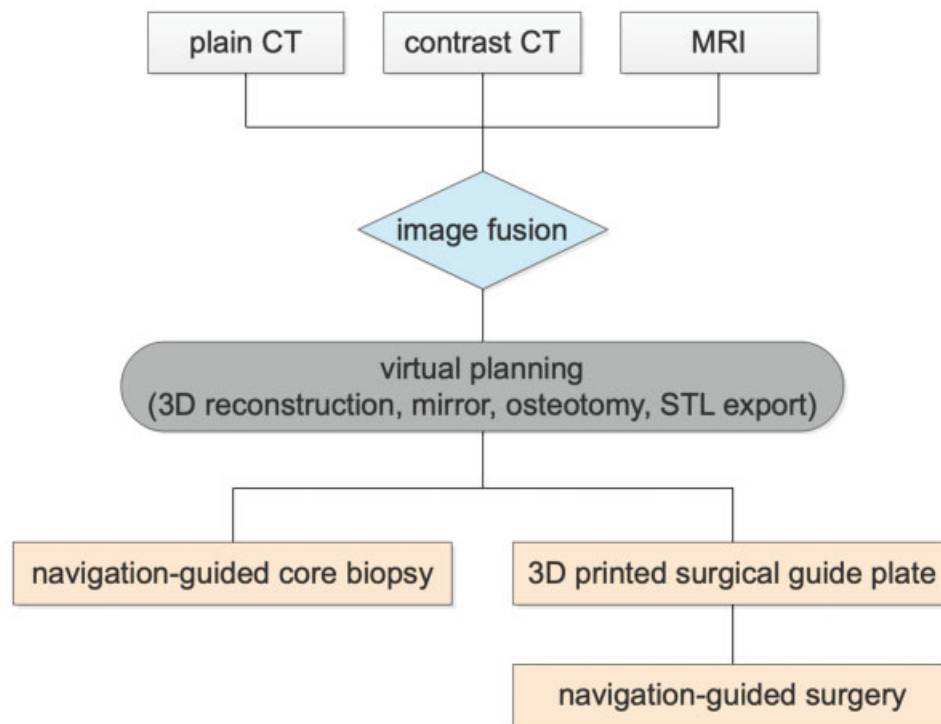 plain CT
contrast CT
MRI
image fusion
virtual planning
(3D reconstruction, mirror, osteotomy, STL export)
navigation-guided core biopsy
3D printed surgical guide plate
navigation-guided surgery